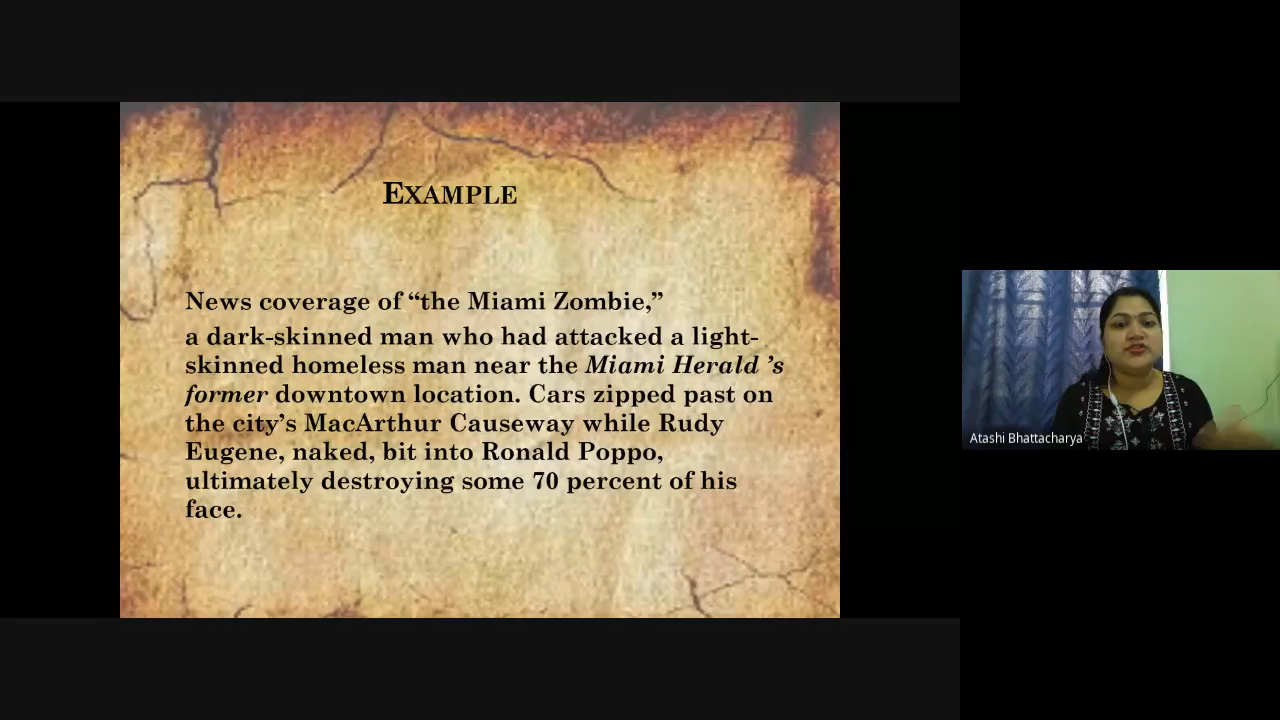 EXAMPLE
News coverage of “the Miami Zombie,”
a dark-skinned man who had attacked a light-
skinned homeless man near the Miami Herald ’s
former downtown location. Cars zipped past on
the city’s MacArthur Causeway while Rudy
Eugene, naked, bit into Ronald Poppo,
ultimately destroying some 70 percent of his
face.
Atashi Bhattacharya